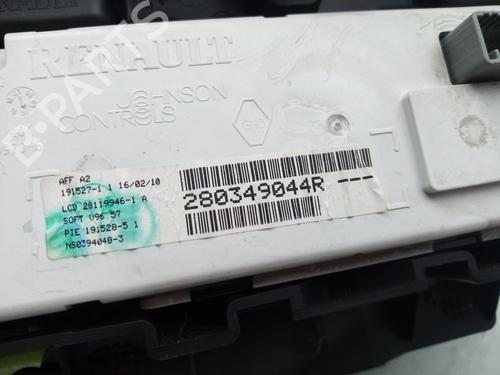 RENAULT
JOHNSON
CONTROLS
AFF A2
191527-1 1 16/02/10
LCD 28119946-1 A
SOFT V96.57
PIE 191528-5 1
NS0394048-3
280349044R ---
B-PARTS